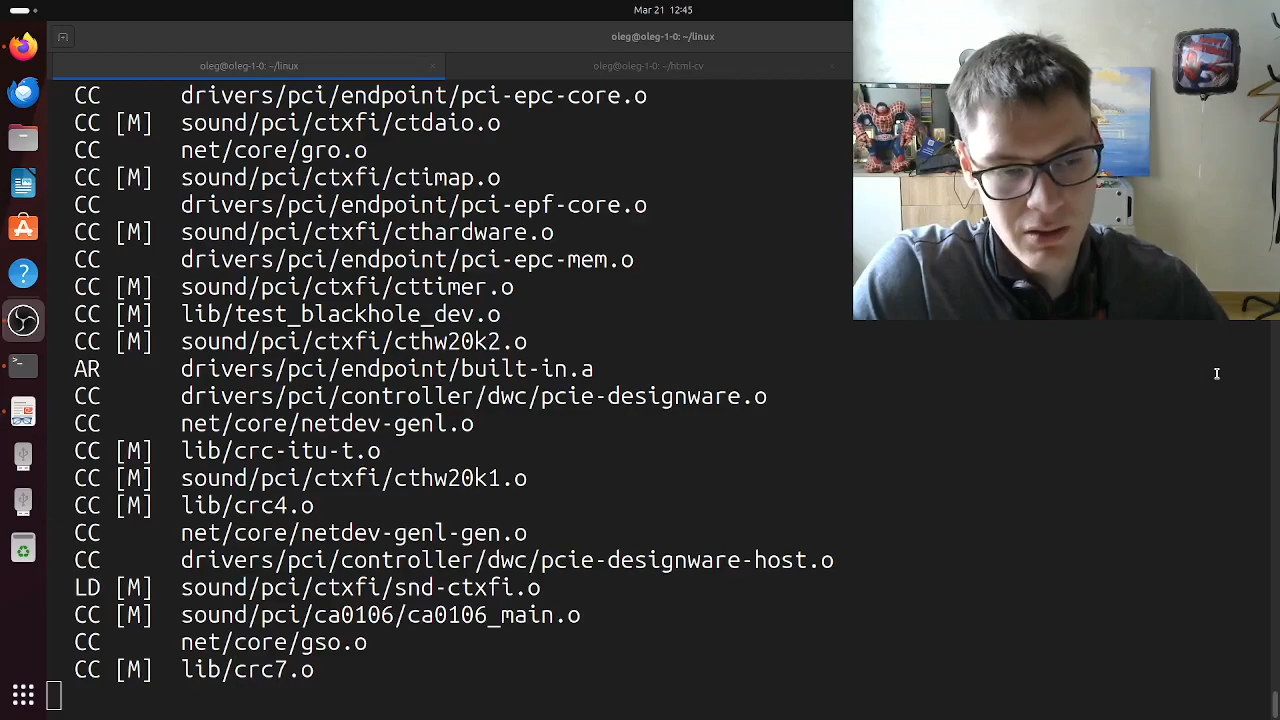 Mar 21 12:45
oleg@oleg-1-0: ~/linux
oleg@oleg-1-0: ~/linux
oleg@oleg-1-0: ~/html-cv
CC drivers/pci/endpoint/pci-epc-core.o
CC [M] sound/pci/ctxfi/ctdaio.o
CC net/core/gro.o
CC [M] sound/pci/ctxfi/ctimap.o
CC drivers/pci/endpoint/pci-epf-core.o
CC [M] sound/pci/ctxfi/cthardware.o
CC drivers/pci/endpoint/pci-epc-mem.o
CC [M] sound/pci/ctxfi/cttimer.o
CC [M] lib/test_blackhole_dev.o
CC [M] sound/pci/ctxfi/cthw20k2.o
AR drivers/pci/endpoint/built-in.a
CC drivers/pci/controller/dwc/pcie-designware.o
CC net/core/netdev-genl.o
CC [M] lib/crc-itu-t.o
CC [M] sound/pci/ctxfi/cthw20k1.o
CC [M] lib/crc4.o
CC net/core/netdev-genl-gen.o
CC drivers/pci/controller/dwc/pcie-designware-host.o
LD [M] sound/pci/ctxfi/snd-ctxfi.o
CC [M] sound/pci/ca0106/ca0106_main.o
CC net/core/gso.o
CC [M] lib/crc7.o